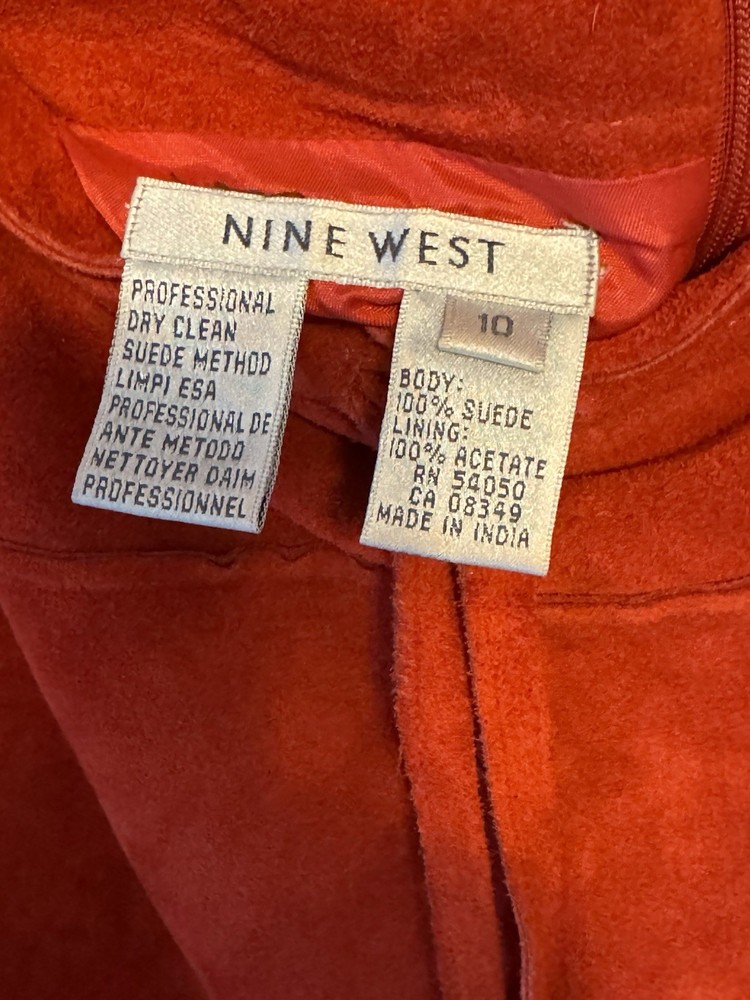 NINE WEST
PROFESSIONAL
DRY CLEAN
SUEDE METHOD
LIMPI ESA
PROFESSIONAL DE
ANTE METODO
NETTOYER DAIM
PROFESSIONNEL
10
BODY:
100% SUEDE
LINING:
100% ACETATE
RN 54050
CA 08349
MADE IN INDIA